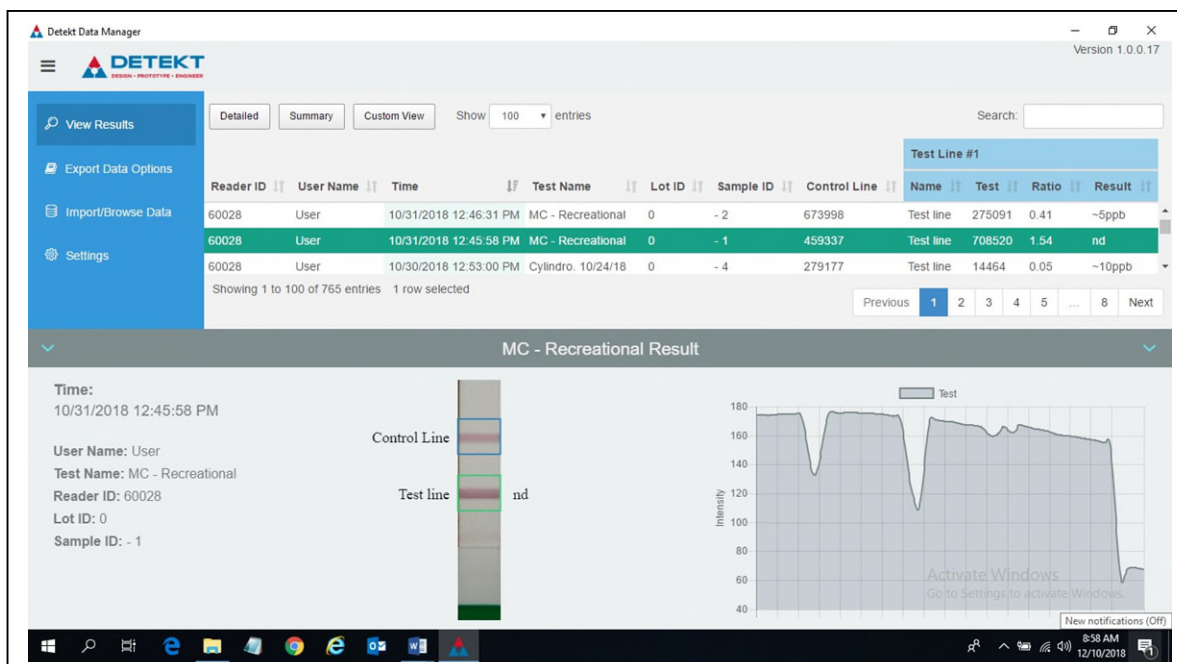 Detekt Data Manager
DETEKT
DESIGN - PROTOTYPE - ENGINEER
Version 1.0.0.17
View Results
Export Data Options
Import/Browse Data
Settings
Detailed Summary Custom View Show 100 entries Search:
Test Line #1
Reader ID User Name Time Test Name Lot ID Sample ID Control Line Name Test Ratio Result
60028 User 10/31/2018 12:46:31 PM MC - Recreational 0 - 2 673998 Test line 275091 0.41 ~5ppb
60028 User 10/31/2018 12:45:58 PM MC - Recreational 0 - 1 459337 Test line 708520 1.54 nd
60028 User 10/30/2018 12:53:00 PM Cylindro. 10/24/18 0 - 4 279177 Test line 14464 0.05 ~10ppb
Showing 1 to 100 of 765 entries 1 row selected
Previous 1 2 3 4 5 ... 8 Next
MC - Recreational Result
Time:
10/31/2018 12:45:58 PM
User Name: User
Test Name: MC - Recreational
Reader ID: 60028
Lot ID: 0
Sample ID: - 1
Control Line
Test line nd
Test
Intensity
180
160
140
120
100
80
60
40
Activate Windows
Go to Settings to activate Windows.
New notifications (Off)
8:58 AM
12/10/2018